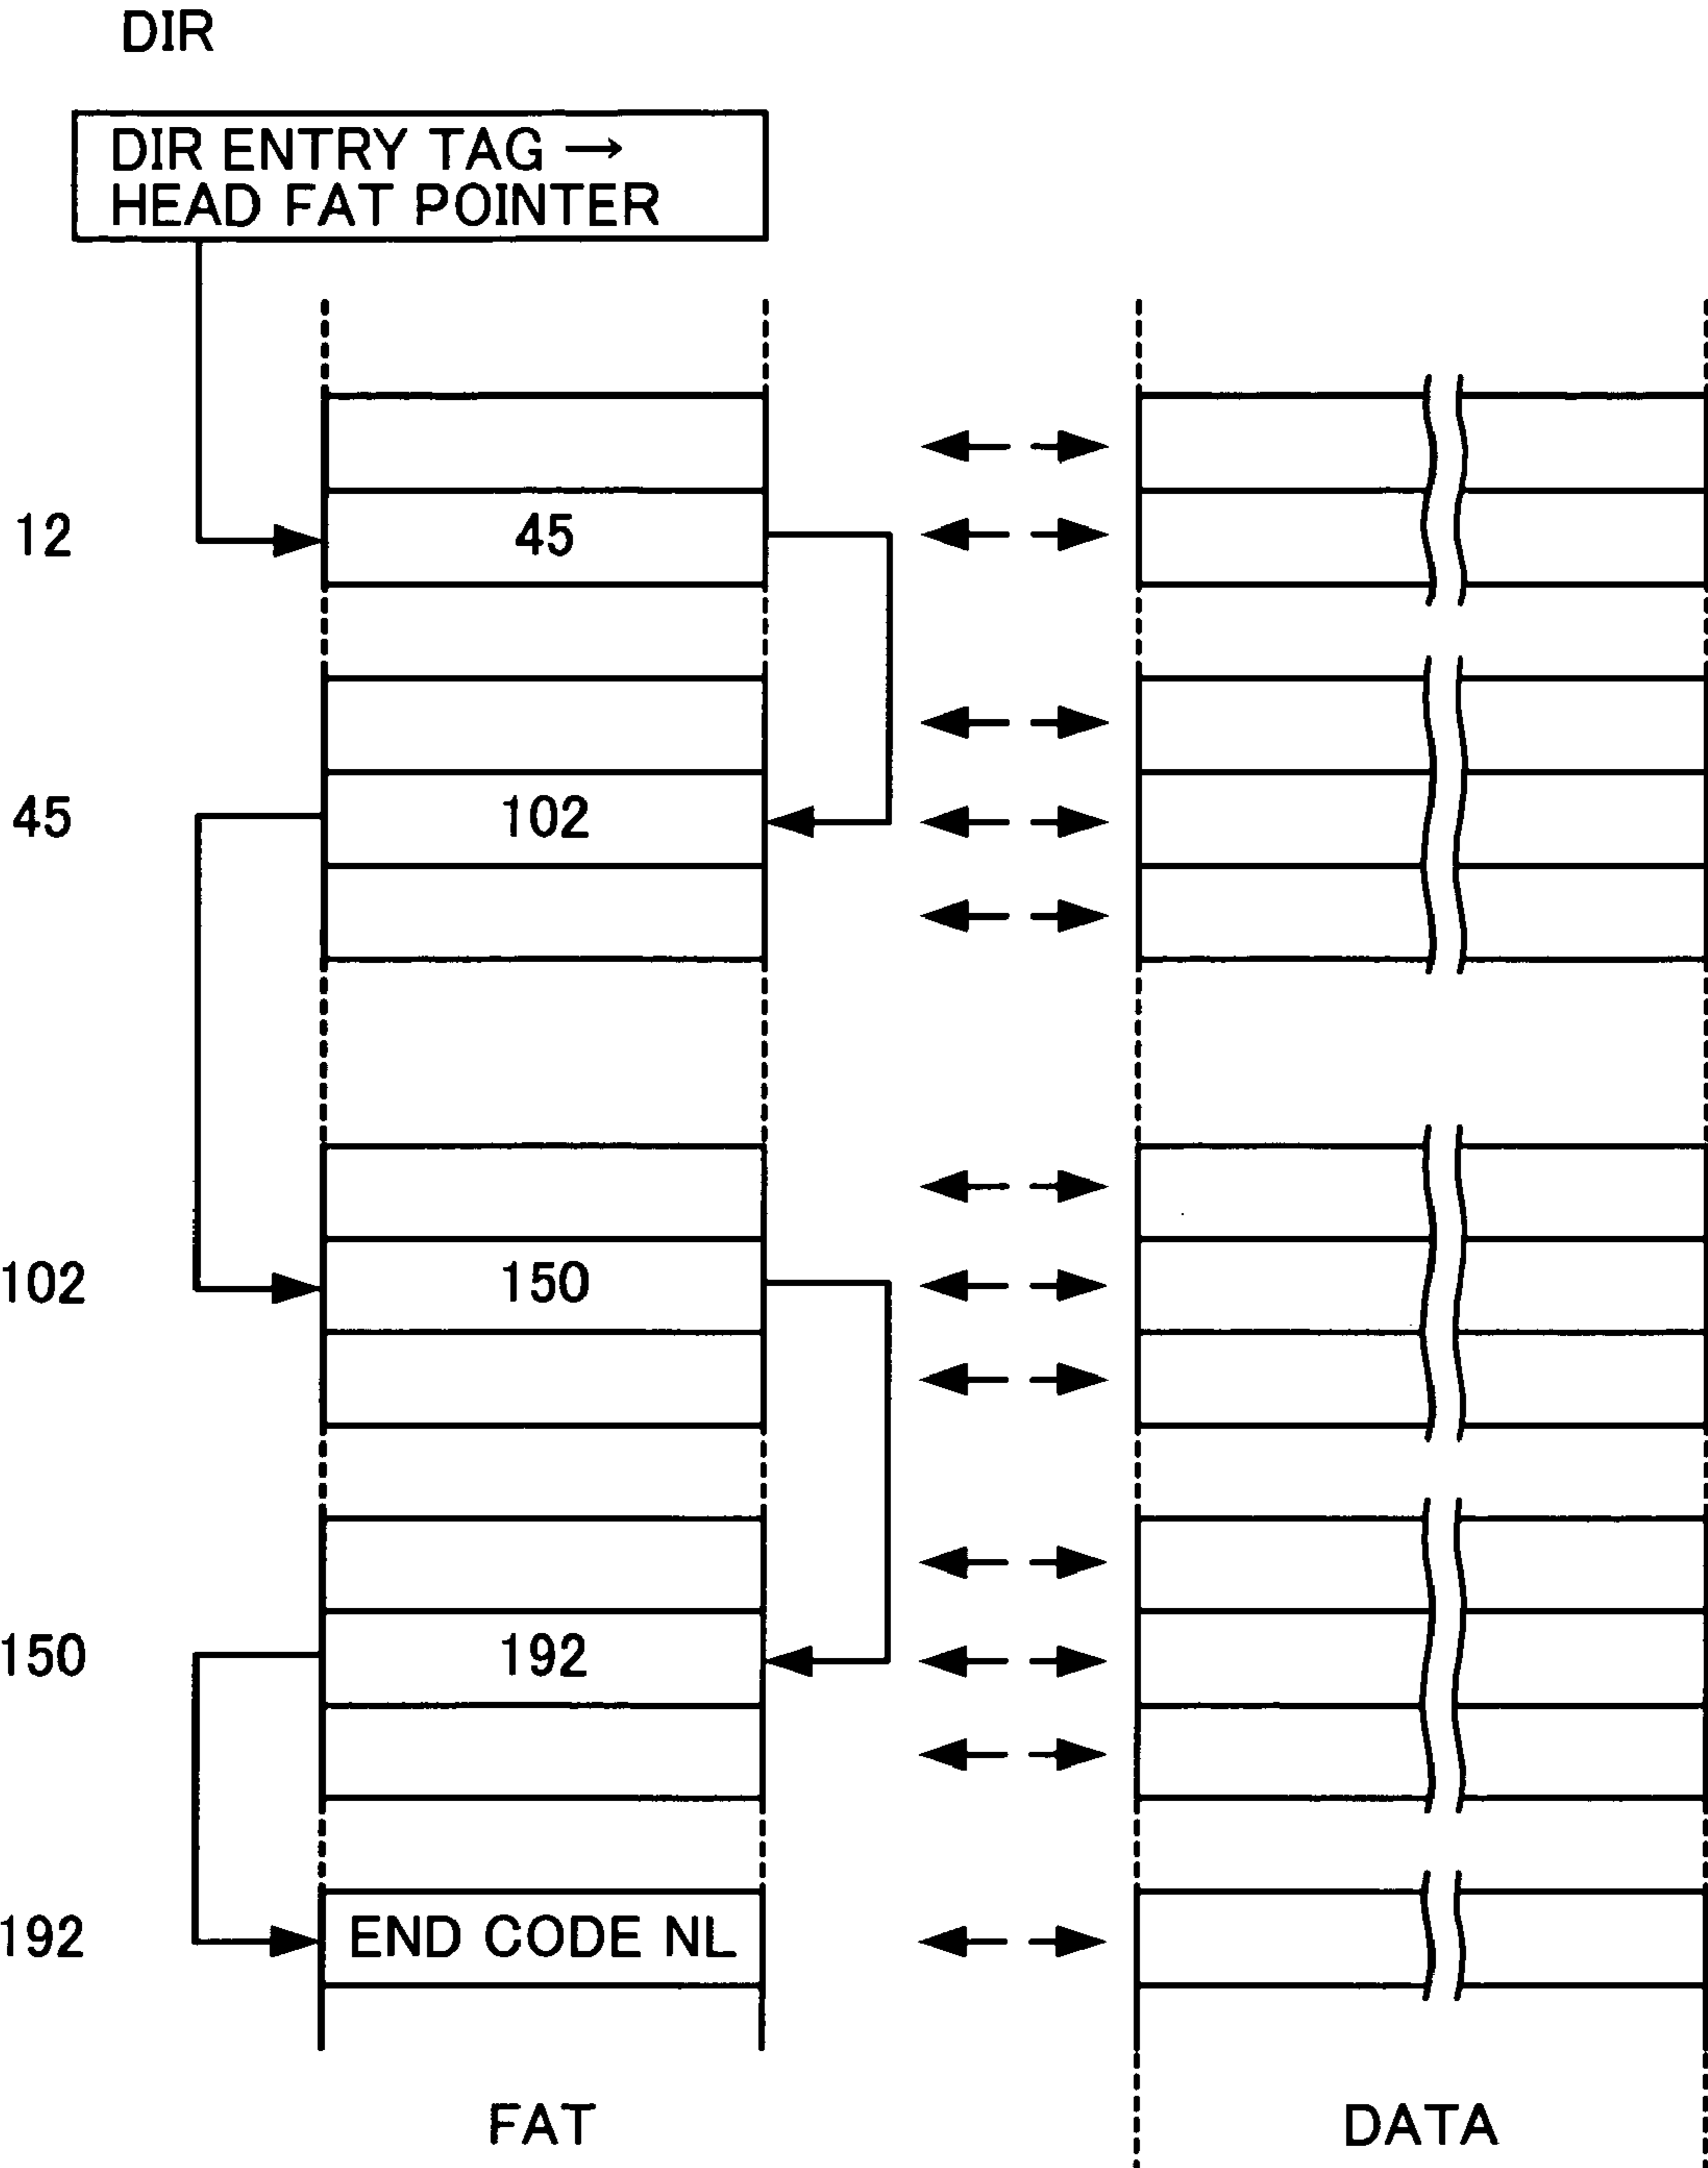 DIR
DIR ENTRY TAG →
HEAD FAT POINTER
12 45
45 102
102 150
150 192
192 END CODE NL
FAT DATA